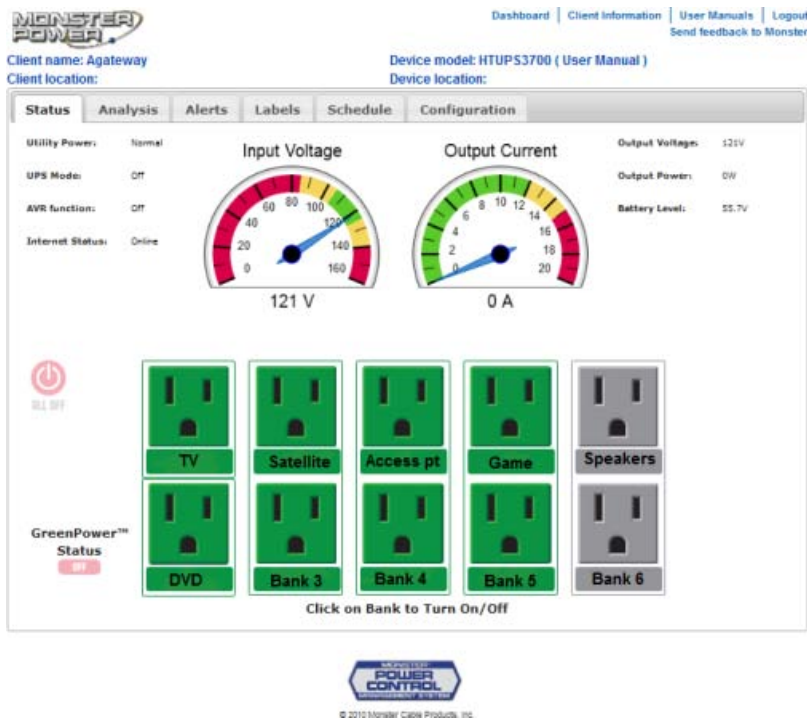 MONSTER POWER
Dashboard | Client Information | User Manuals | Logout
Send feedback to Monster
Client name: Agateway
Device model: HTUPS3700 ( User Manual )
Client location:
Device location:
Status Analysis Alerts Labels Schedule Configuration
Utility Power: Normal
UPS Mode: Off
AVR function: Off
Internet Status: Online
Input Voltage
0 20 40 60 80 100 120 140 160
121 V
Output Current
0 2 4 6 8 10 12 14 16 18 20
0 A
Output Voltage: 121V
Output Power: 0W
Battery Level: 55.7V
ALL OFF
TV Satellite Access pt Game Speakers
GreenPower™
Status
OFF
DVD Bank 3 Bank 4 Bank 5 Bank 6
Click on Bank to Turn On/Off
MONSTER
POWER
CONTROL
MANAGEMENT SYSTEM
© 2010 Monster Cable Products, Inc.